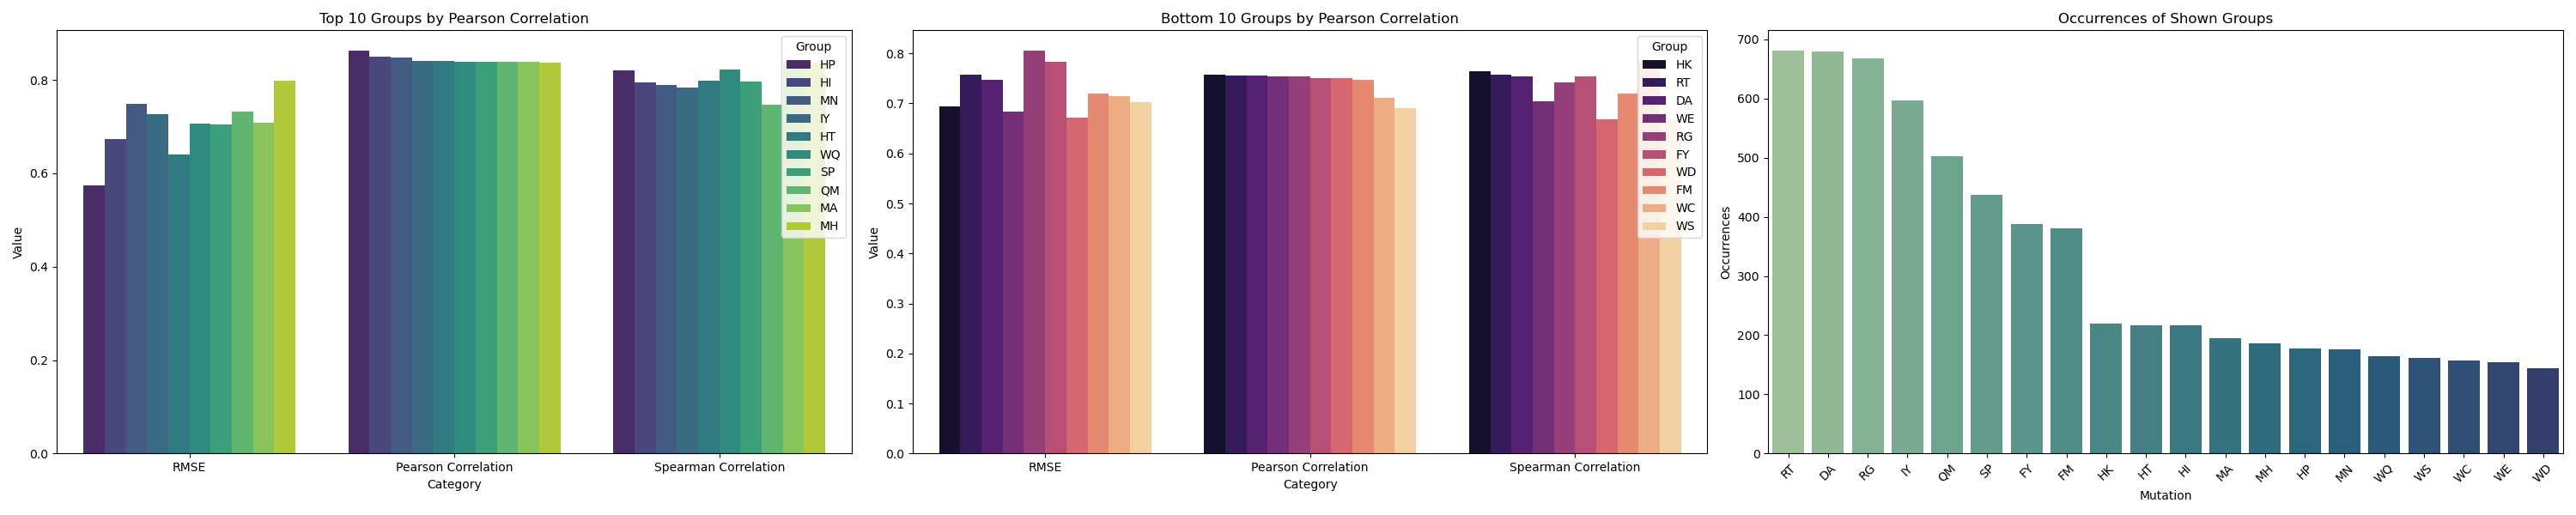 Top 10 Groups by Pearson Correlation
Value
0.8
0.6
0.4
0.2
0.0
Group
HP
HI
MN
IY
HT
WQ
SP
QM
MA
MH
RMSE
Pearson Correlation
Spearman Correlation
Category
Bottom 10 Groups by Pearson Correlation
Value
0.8
0.7
0.6
0.5
0.4
0.3
0.2
0.1
0.0
Group
HK
RT
DA
WE
RG
FY
WD
FM
WC
WS
RMSE
Pearson Correlation
Spearman Correlation
Category
Occurrences of Shown Groups
Occurrences
700
600
500
400
300
200
100
0
RT
DA
RG
IY
QM
SP
FY
FM
HK
HT
HI
MA
MH
HP
MN
WQ
WS
WC
WE
WD
Mutation